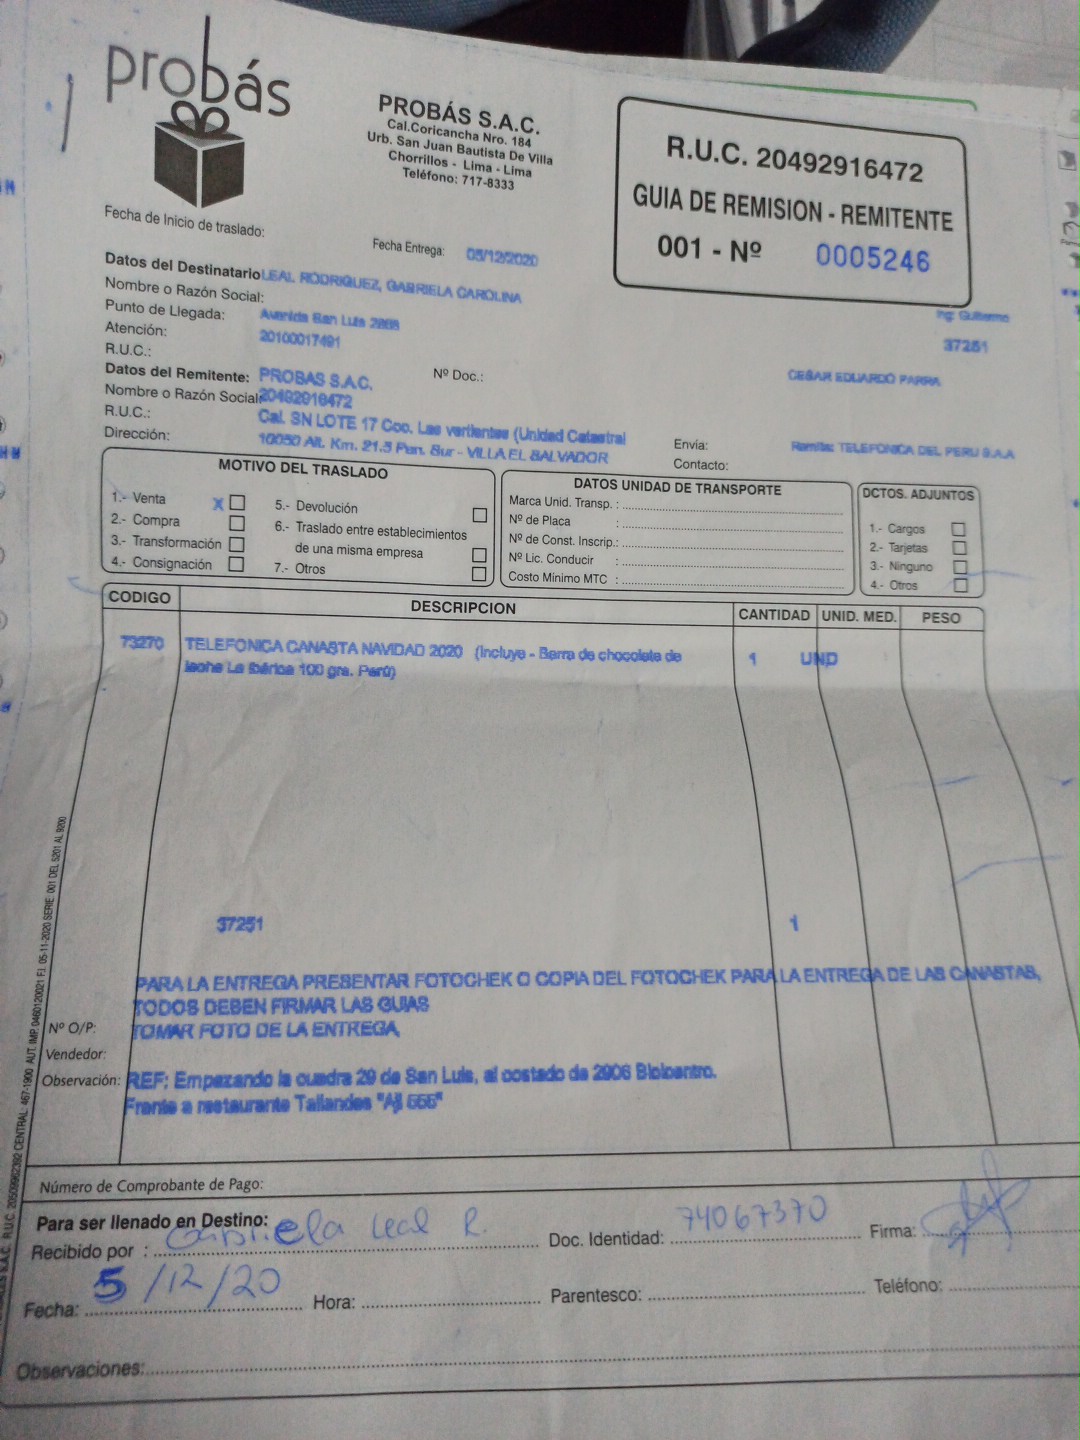 probás
PROBÁS S.A.C.
Cal.Coricancha Nro. 184
Urb. San Juan Bautista De Villa
Chorrillos - Lima - Lima
Teléfono: 717-8333
R.U.C. 20492916472
GUIA DE REMISION - REMITENTE
001 - Nº 0005246
Fecha de Inicio de traslado:
Fecha Entrega: 05/12/2020
Datos del Destinatario LEAL RODRIGUEZ, GABRIELA CAROLINA
Nombre o Razón Social:
Punto de Llegada: Avenida San Luis 2868
Ing: Guillermo
Atención: 20100017491
37251
R.U.C.:
Datos del Remitente: PROBAS S.A.C.
Nº Doc.:
CESAR EDUARDO PARRA
Nombre o Razón Social: 20492916472
R.U.C.: Cal. SN LOTE 17 Coo. Las vertientes (Unidad Catastral
Dirección: 10050 Alt. Km. 21.5 Pan. Sur - VILLA EL SALVADOR
Envia: Remite: TELEFONICA DEL PERU S.A.A
Contacto:
MOTIVO DEL TRASLADO
1.- Venta X
2.- Compra
3.- Transformación
4.- Consignación
5.- Devolución
6.- Traslado entre establecimientos
de una misma empresa
7.- Otros
DATOS UNIDAD DE TRANSPORTE
Marca Unid. Transp. :
Nº de Placa :
Nº de Const. Inscrip.:
Nº Lic. Conducir :
Costo Mínimo MTC :
DCTOS. ADJUNTOS
1.- Cargos
2.- Tarjetas
3.- Ninguno
4.- Otros
CODIGO DESCRIPCION CANTIDAD UNID. MED. PESO
73270 TELEFONICA CANASTA NAVIDAD 2020 (Incluye - Barra de chocolate de 1 UND
leche La Ibérica 100 grs. Perú)
37251 1
PARA LA ENTREGA PRESENTAR FOTOCHEK O COPIA DEL FOTOCHEK PARA LA ENTREGA DE LAS CANASTAS,
TODOS DEBEN FIRMAR LAS GUIAS
Nº O/P: TOMAR FOTO DE LA ENTREGA
Vendedor:
Observación: REF: Empezando la cuadra 29 de San Luis, al costado de 2906 Biolcentro.
Frente a restaurante Tailandes "Aji 555"
Número de Comprobante de Pago:
Para ser llenado en Destino:
Recibido por : Gabriela Leal R. Doc. Identidad: 74067370 Firma:
Fecha: 5/12/20 Hora: Parentesco: Teléfono:
Observaciones: